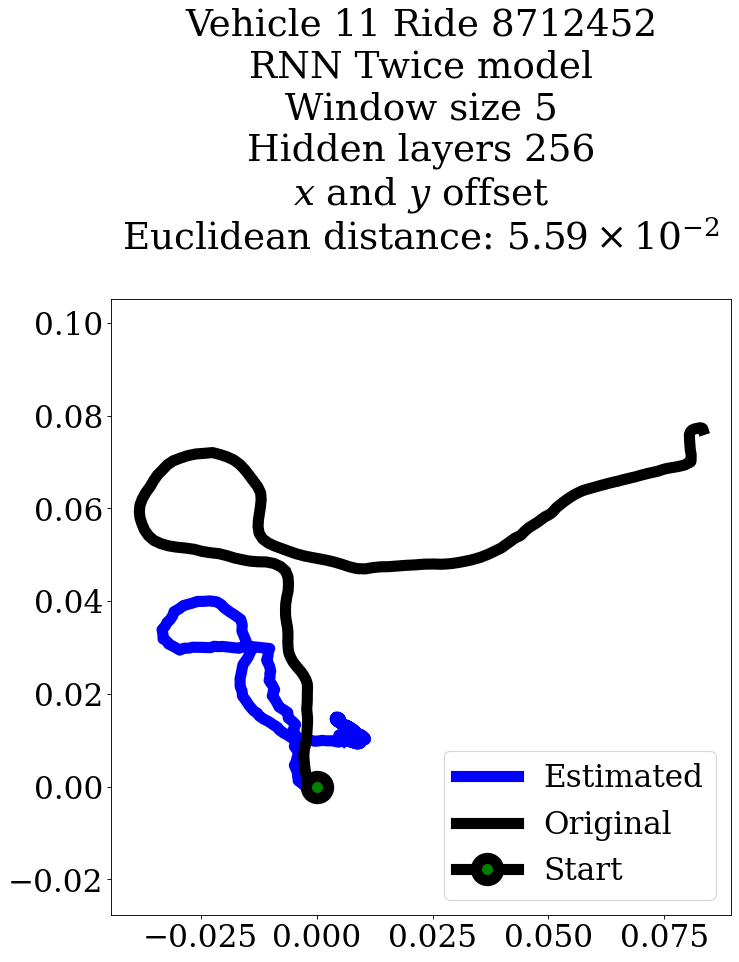 Vehicle 11 Ride 8712452
RNN Twice model
Window size 5
Hidden layers 256
x and y offset
Euclidean distance: 5.59 × 10⁻²
0.10
0.08
0.06
0.04
0.02
0.00
−0.02
Estimated
Original
Start
−0.025 0.000 0.025 0.050 0.075